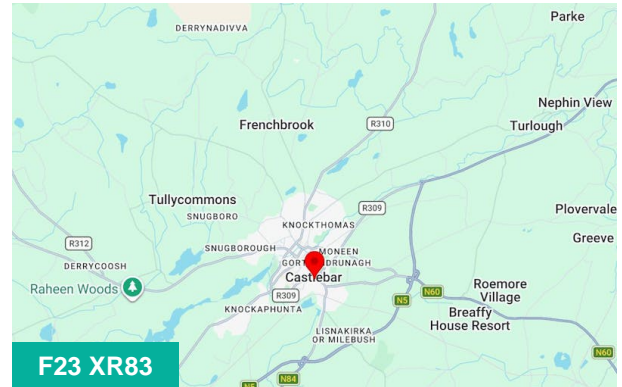 Parke
DERRYNADIVVA
Nephin View
Frenchbrook
R310
Turlough
Tullycommons
SNUGBORO
R309
Plovervale
KNOCKTHOMAS
R312
Greeve
SNUGBOROUGH
MONEEN
DERRYCOOSH
Castlebar
Raheen Woods
R309
N60
Roemore
Village
N5
KNOCKAPHUNTA
Breaffy
House Resort
LISNAKIRKA
OR MILEBUSH
N60
F23 XR83
N84
N5